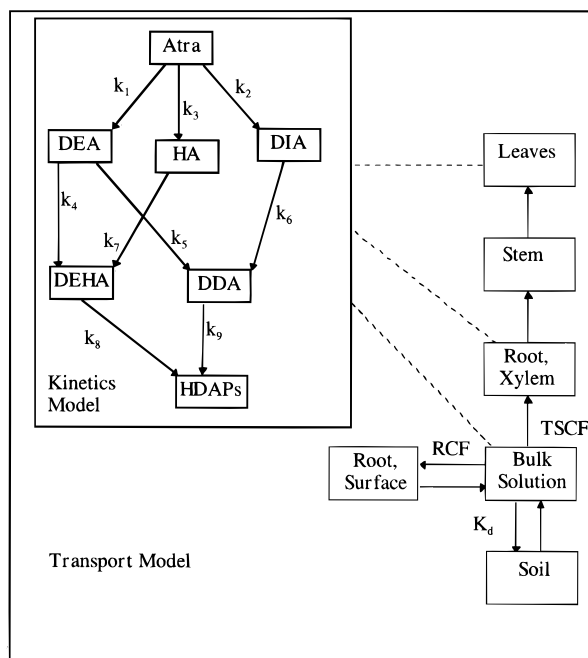 Atra
k1
k3
k2
DEA
HA
DIA
Leaves
k4
k7
k5
k6
Stem
DEHA
DDA
k8
k9
Kinetics
Model
HDAPs
Root,
Xylem
TSCF
RCF
Root,
Surface
Bulk
Solution
Kd
Transport Model
Soil